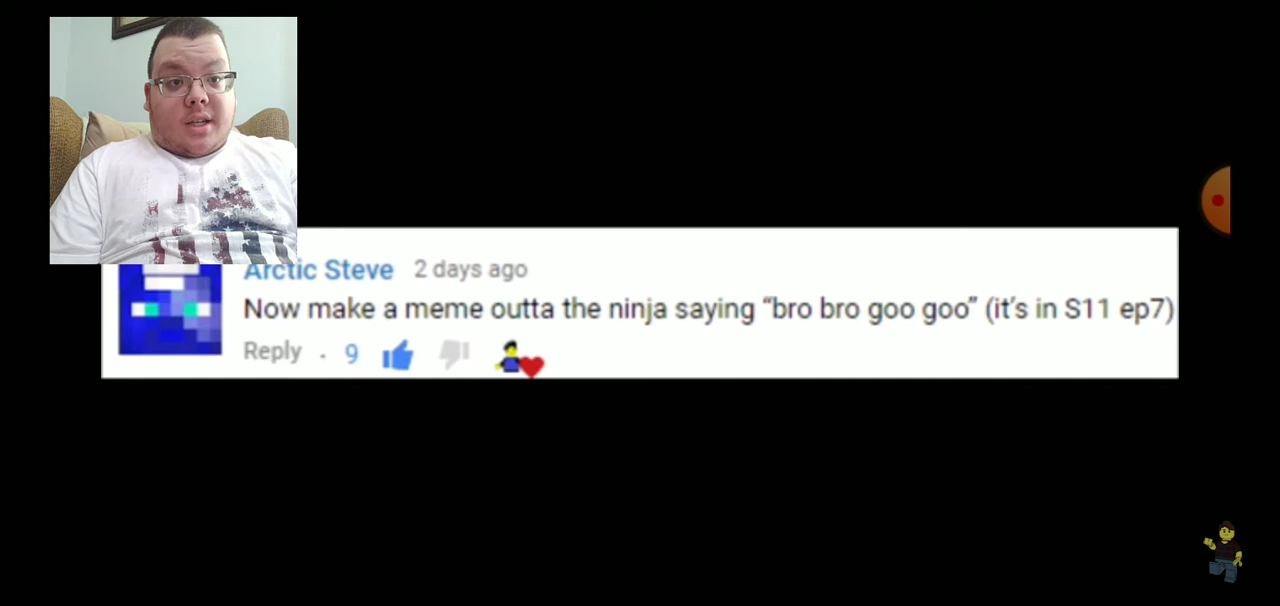 Arctic Steve 2 days ago
Now make a meme outta the ninja saying “bro bro goo goo” (it's in S11 ep7)
Reply . 9